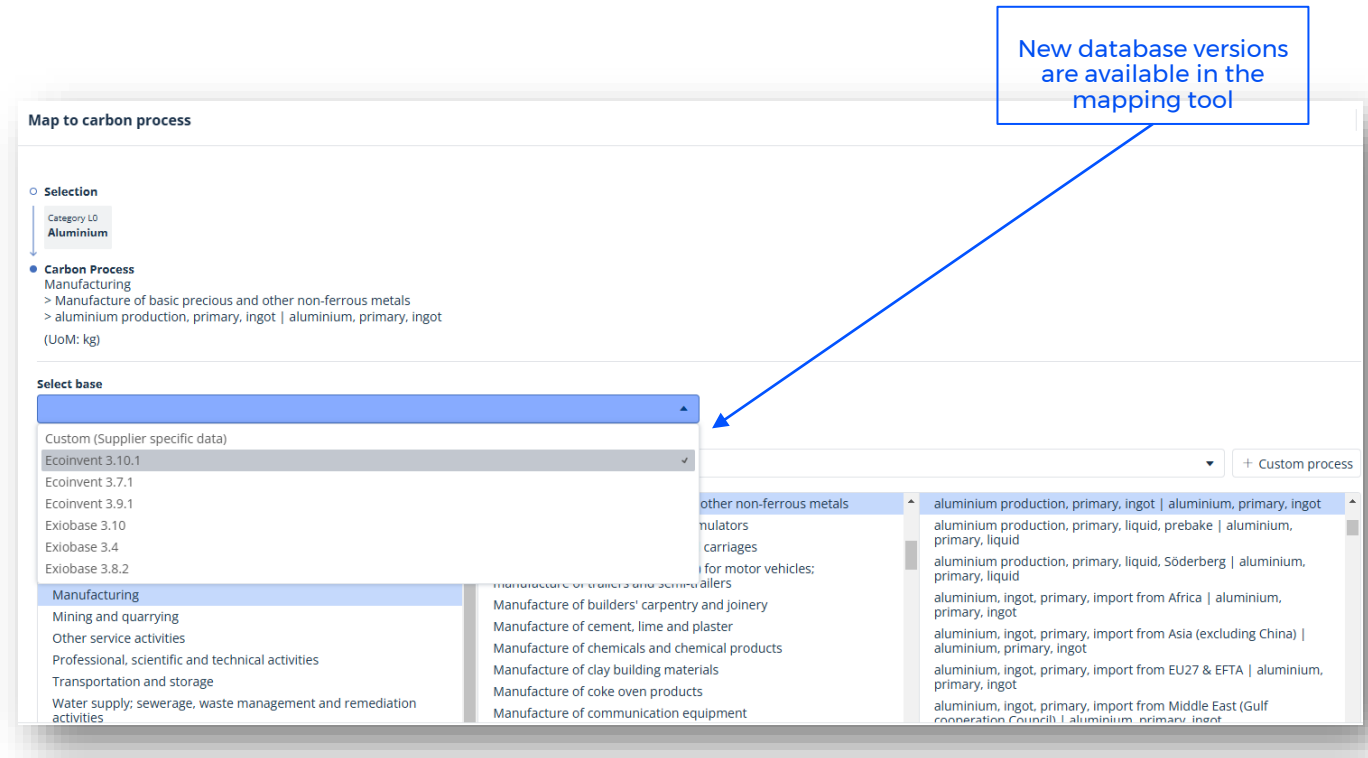 New database versions
are available in the
mapping tool
Map to carbon process
Selection
Category L0
Aluminium
Carbon Process
Manufacturing
> Manufacture of basic precious and other non-ferrous metals
> aluminium production, primary, ingot | aluminium, primary, ingot
(UoM: kg)
Select base
Custom (Supplier specific data)
Ecoinvent 3.10.1
Ecoinvent 3.7.1
Ecoinvent 3.9.1
Exiobase 3.10
Exiobase 3.4
Exiobase 3.8.2
+ Custom process
Manufacturing
Mining and quarrying
Other service activities
Professional, scientific and technical activities
Transportation and storage
Water supply; sewerage, waste management and remediation
activities
other non-ferrous metals
mulators
carriages
) for motor vehicles;
manufacture of trailers and semi-trailers
Manufacture of builders' carpentry and joinery
Manufacture of cement, lime and plaster
Manufacture of chemicals and chemical products
Manufacture of clay building materials
Manufacture of coke oven products
Manufacture of communication equipment
aluminium production, primary, ingot | aluminium, primary, ingot
aluminium production, primary, liquid, prebake | aluminium,
primary, liquid
aluminium production, primary, liquid, Söderberg | aluminium,
primary, liquid
aluminium, ingot, primary, import from Africa | aluminium,
primary, ingot
aluminium, ingot, primary, import from Asia (excluding China) |
aluminium, primary, ingot
aluminium, ingot, primary, import from EU27 & EFTA | aluminium,
primary, ingot
aluminium, ingot, primary, import from Middle East (Gulf
cooperation Council) | aluminium, primary, ingot